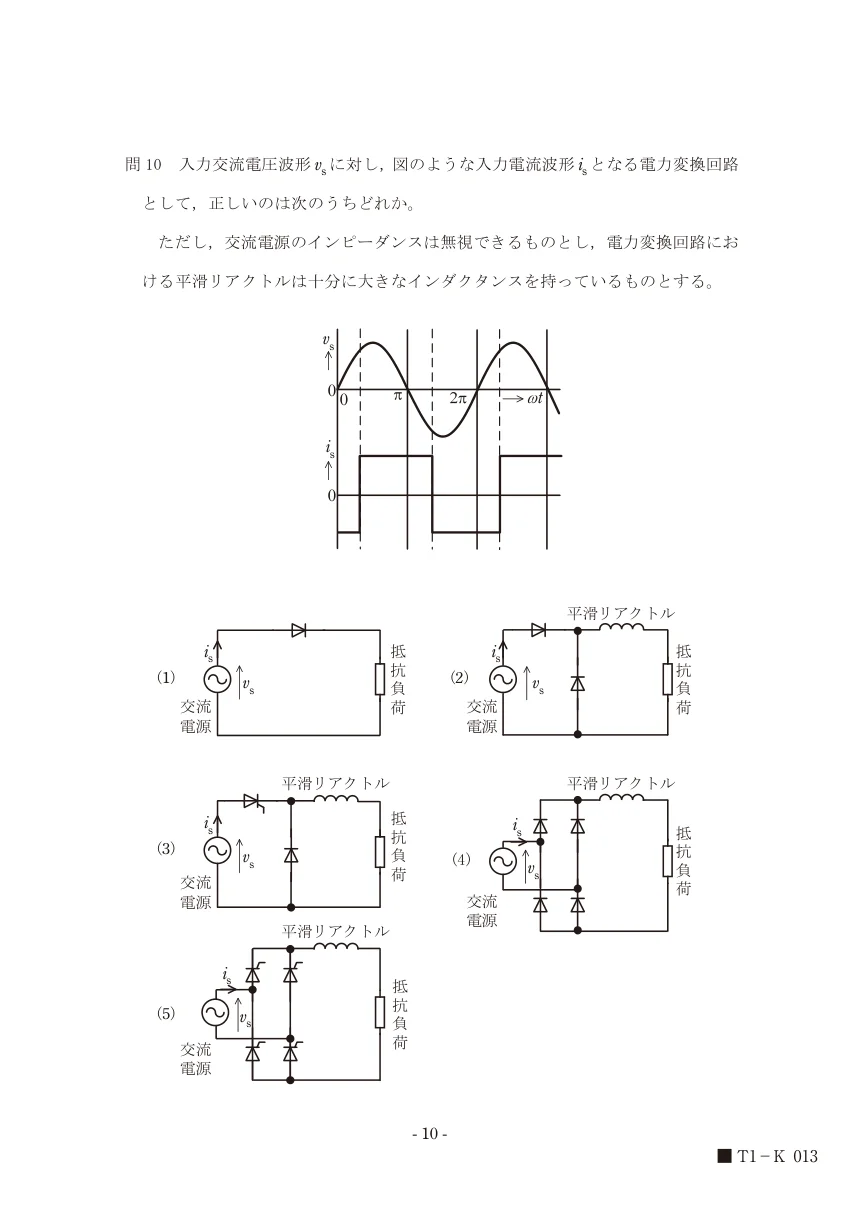 問 10 入力交流電圧波形 vs に対し，図のような入力電流波形 is となる電力変換回路
として，正しいのは次のうちどれか。
ただし，交流電源のインピーダンスは無視できるものとし，電力変換回路にお
ける平滑リアクトルは十分に大きなインダクタンスを持っているものとする。
vs
0
0
π
2π
ωt
is
0
(1)
is
vs
交流
電源
抵
抗
負
荷
(2)
平滑リアクトル
is
vs
交流
電源
抵
抗
負
荷
(3)
平滑リアクトル
is
vs
交流
電源
抵
抗
負
荷
(4)
平滑リアクトル
is
vs
交流
電源
抵
抗
負
荷
(5)
平滑リアクトル
is
vs
交流
電源
抵
抗
負
荷
- 10 -
■ T1－K 013